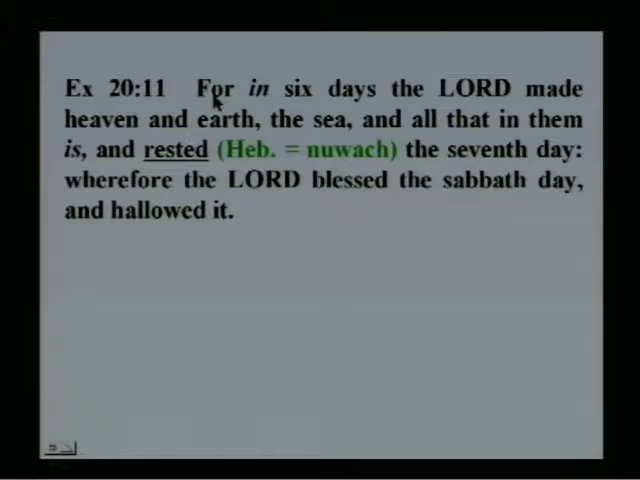 Ex 20:11 For in six days the LORD made
heaven and earth, the sea, and all that in them
is, and rested (Heb. = nuwach) the seventh day:
wherefore the LORD blessed the sabbath day,
and hallowed it.